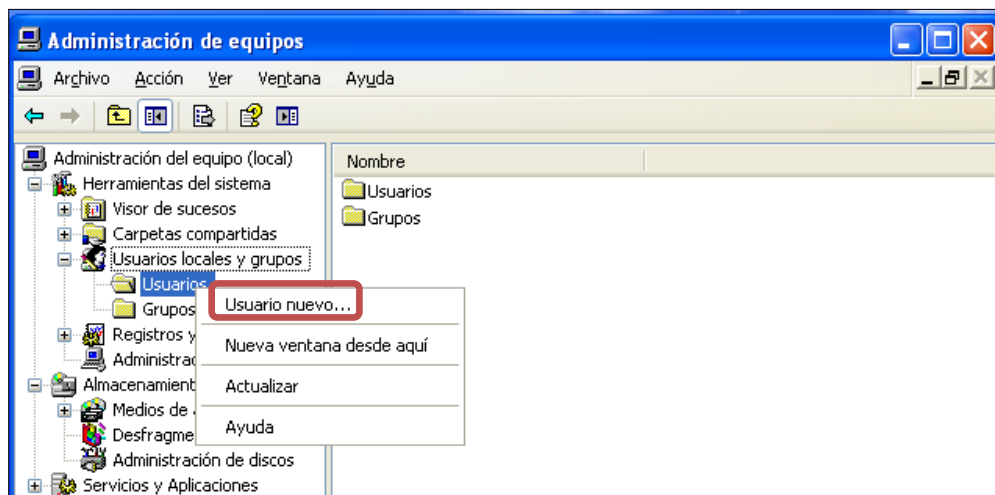 Administración de equipos
Archivo Acción Ver Ventana Ayuda
Administración del equipo (local)
Herramientas del sistema
Visor de sucesos
Carpetas compartidas
Usuarios locales y grupos
Usuarios
Grupos
Registros y
Administrac
Almacenamient
Medios de
Desfragme
Administración de discos
Servicios y Aplicaciones
Usuario nuevo...
Nueva ventana desde aquí
Actualizar
Ayuda
Nombre
Usuarios
Grupos